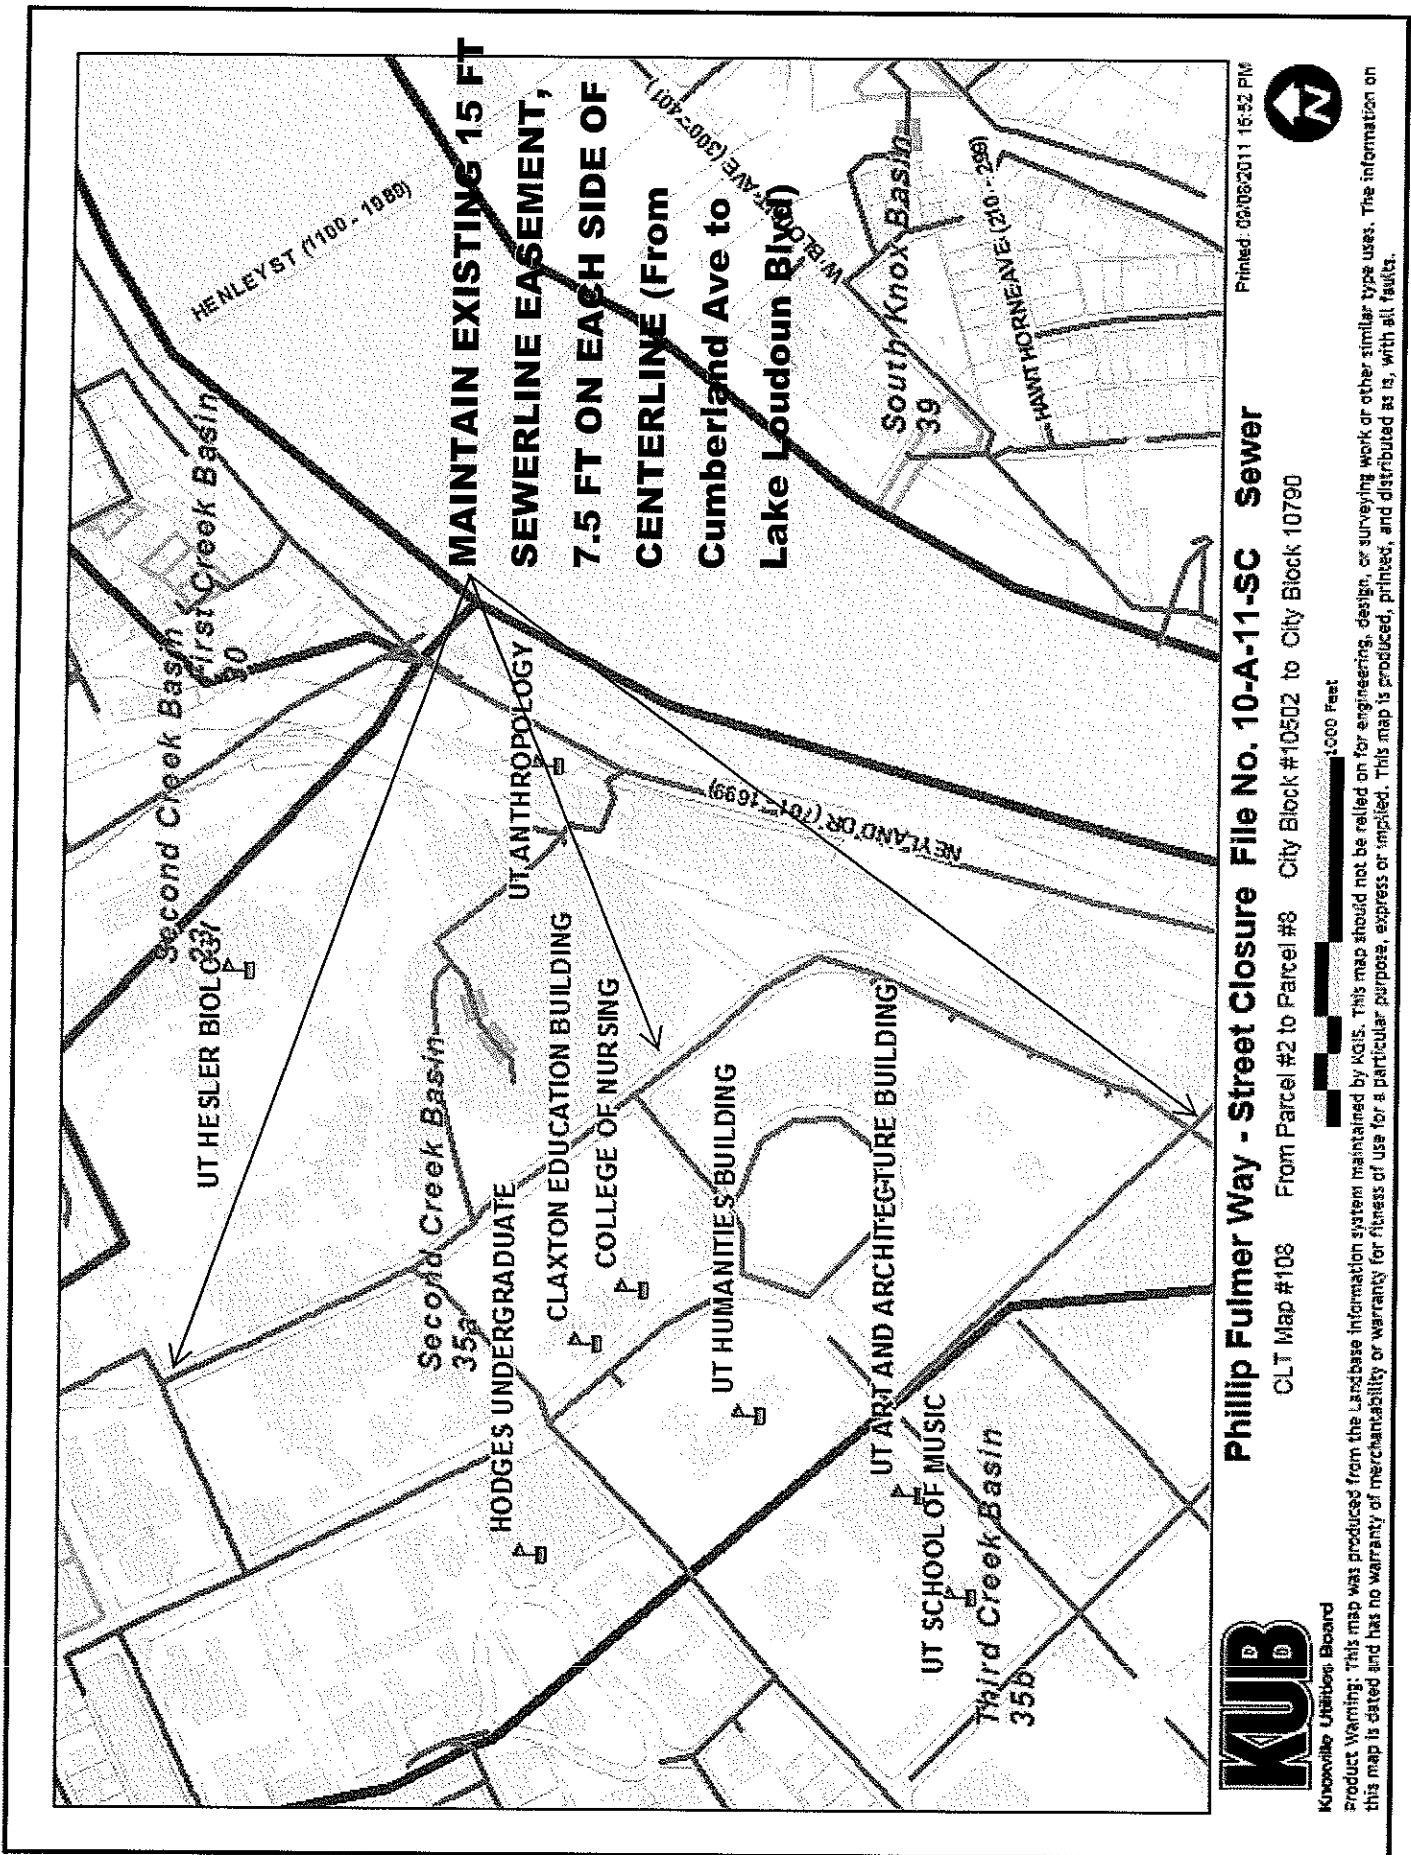 HENLEY ST (1100 - 1080)
MAINTAIN EXISTING 15 FT
SEWERLINE EASEMENT,
7.5 FT ON EACH SIDE OF
CENTERLINE (From
Cumberland Ave to
Lake Loudoun Blvd)
First Creek Basin
30
Second Creek Basin
23
UT HESLER BIOLOGY
UT ANTHROPOLOGY
NEYLAND DR (701 - 1699)
W BLOUNT AVE (300 - 401)
South Knox Basin
39
HAWTHORNE AVE (210 - 299)
Second Creek Basin
35a
HODGES UNDERGRADUATE
CLAXTON EDUCATION BUILDING
COLLEGE OF NURSING
UT HUMANITIES BUILDING
UT ART AND ARCHITECTURE BUILDING
UT SCHOOL OF MUSIC
Third Creek Basin
35b
KUB
Knoxville Utilities Board
Phillip Fulmer Way - Street Closure File No. 10-A-11-SC Sewer
Printed: 09/08/2011 15:52 PM
CLT Map #108 From Parcel #2 to Parcel #8 City Block #10502 to City Block 10790
1000 Feet
N
Product Warning: This map was produced from the Landbase information system maintained by KGIS. This map should not be relied on for engineering, design, or surveying work or other similar type uses. The information on
this map is dated and has no warranty of merchantability or warranty for fitness of use for a particular purpose, express or implied. This map is produced, printed, and distributed as is, with all faults.